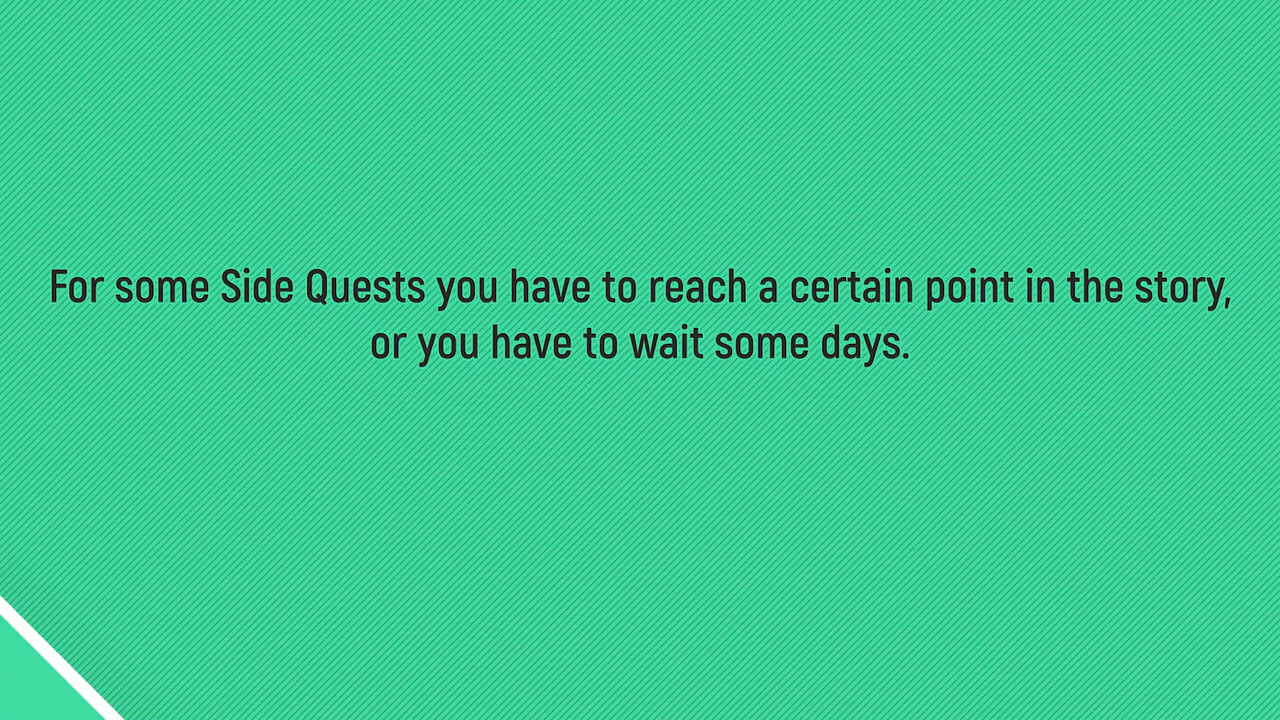 For some Side Quests you have to reach a certain point in the story,
or you have to wait some days.